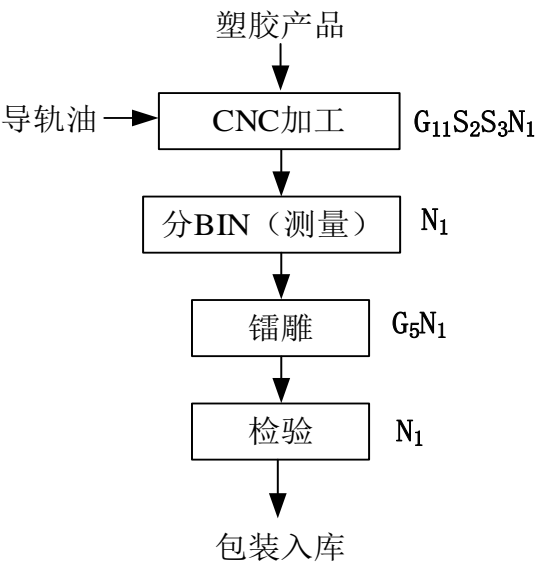 塑胶产品
导轨油
CNC加工
G₁₁S₂S₃N₁
分BIN（测量）
N₁
镭雕
G₅N₁
检验
N₁
包装入库